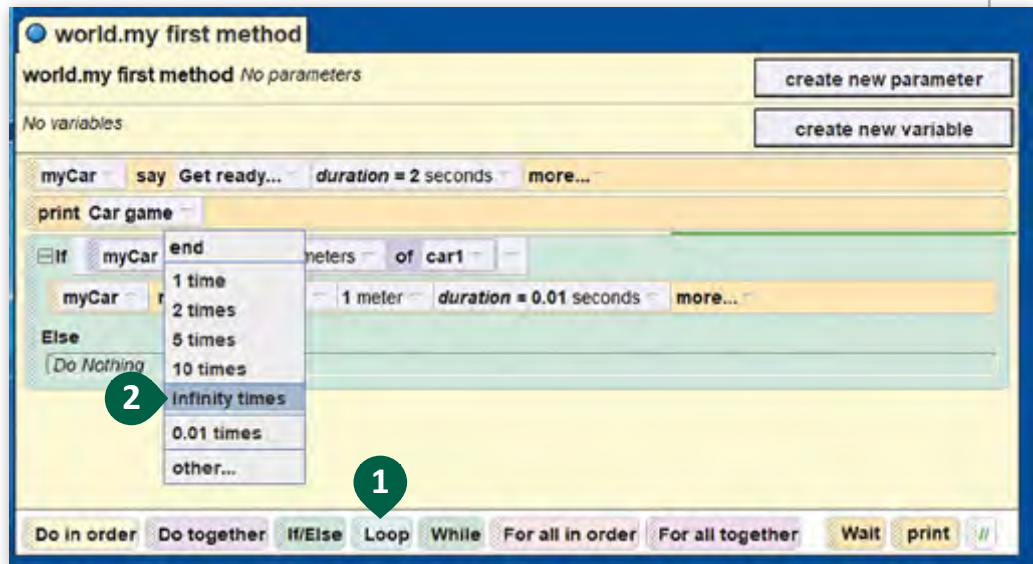 world.my first method
world.my first method No parameters
create new parameter
No variables
create new variable
myCar say Get ready... duration = 2 seconds more...
print Car game
If myCar of car1
myCar 1 meter duration = 0.01 seconds more...
Else
Do Nothing
end
1 time
2 times
5 times
10 times
2 infinity times
0.01 times
other...
1
Do in order Do together If/Else Loop While For all in order For all together Wait print //